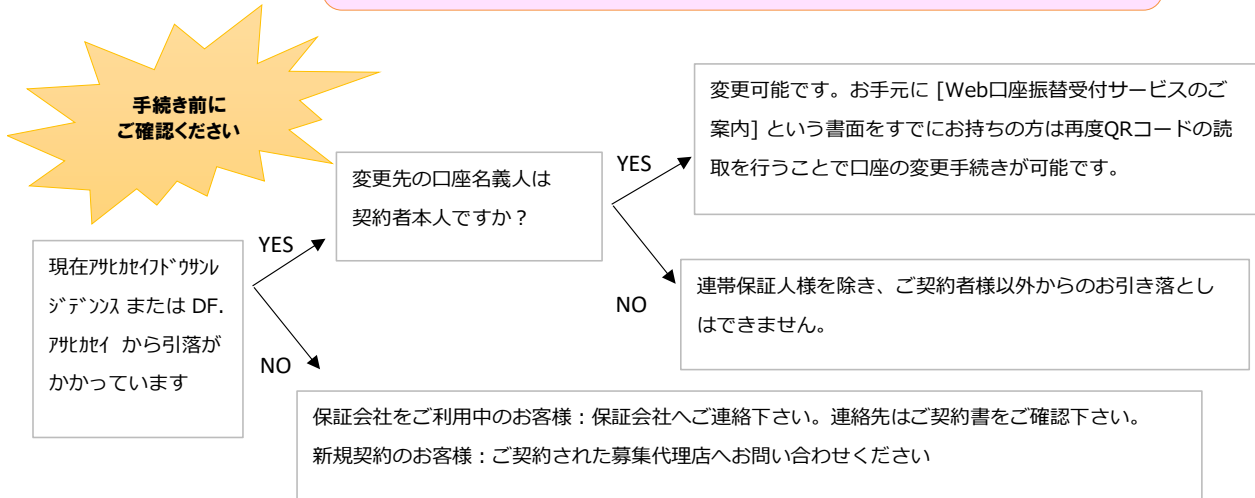 手続き前に
ご確認ください
現在ｱｻﾋｶｾｲﾌﾄﾞｳｻﾝﾚ
ｼﾞﾃﾞﾝﾝｽ または DF.
ｱｻﾋｶｾｲ から引落が
かかっています
YES
NO
変更先の口座名義人は
契約者本人ですか？
YES
NO
変更可能です。お手元に [Web口座振替受付サービスのご
案内] という書面をすでにお持ちの方は再度QRコードの読
取を行うことで口座の変更手続きが可能です。
連帯保証人様を除き、ご契約者様以外からのお引き落とし
はできません。
保証会社をご利用中のお客様：保証会社へご連絡下さい。連絡先はご契約書をご確認下さい。
新規契約のお客様：ご契約された募集代理店へお問い合わせください